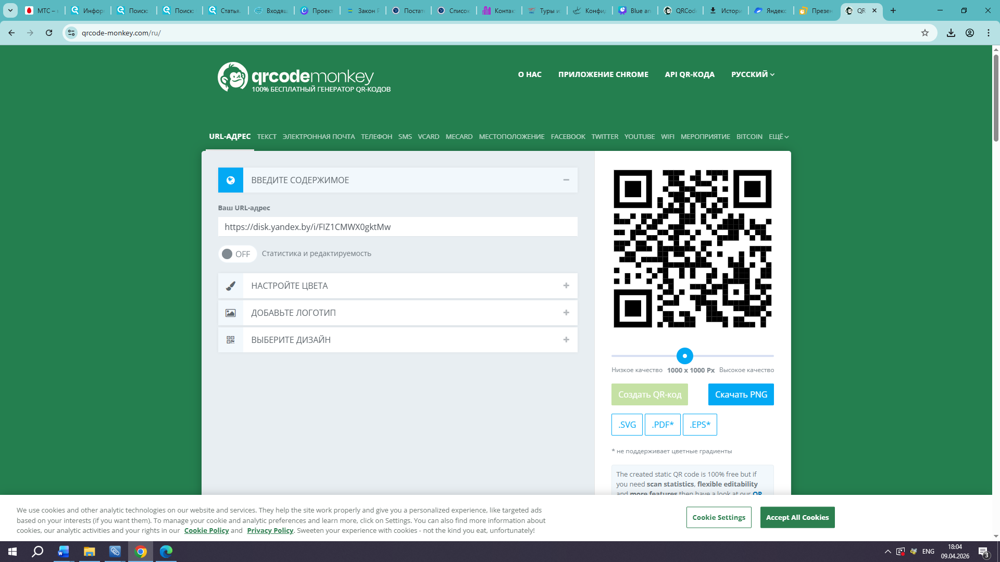 МТС –
Инфор
Поиск:
Поиск:
Статья
Входящ
Проект
Закон Р
Постат
Список
Контак
Туры и
Конфид
Blue an
QRCod
Истори
Яндекс
Презен
QR
qrcode-monkey.com/ru/
qrcodemonkey
100% БЕСПЛАТНЫЙ ГЕНЕРАТОР QR-КОДОВ
О НАС ПРИЛОЖЕНИЕ CHROME API QR-КОДА РУССКИЙ
URL-АДРЕС ТЕКСТ ЭЛЕКТРОННАЯ ПОЧТА ТЕЛЕФОН SMS VCARD MECARD МЕСТОПОЛОЖЕНИЕ FACEBOOK TWITTER YOUTUBE WIFI МЕРОПРИЯТИЕ BITCOIN ЕЩЁ
ВВЕДИТЕ СОДЕРЖИМОЕ
Ваш URL-адрес
https://disk.yandex.by/i/FIZ1CMWX0gktMw
OFF Статистика и редактируемость
НАСТРОЙТЕ ЦВЕТА
ДОБАВЬТЕ ЛОГОТИП
ВЫБЕРИТЕ ДИЗАЙН
Низкое качество 1000 x 1000 Px Высокое качество
Создать QR-код Скачать PNG
.SVG .PDF* .EPS*
* не поддерживает цветные градиенты
The created static QR code is 100% free but if
you need scan statistics, flexible editability
and more features then have a look at our QR
We use cookies and other analytic technologies on our website and services. They help the site work properly and give you a personalized experience, like targeted ads
based on your interests (if you want them). To manage your cookie and analytic preferences and learn more, click on Settings. You can also find more information about
cookies, our analytic activities and your rights in our Cookie Policy and Privacy Policy. Sweeten your experience with cookies - not the kind you eat, unfortunately!
Cookie Settings
Accept All Cookies
ENG
18:04
09.04.2026
3